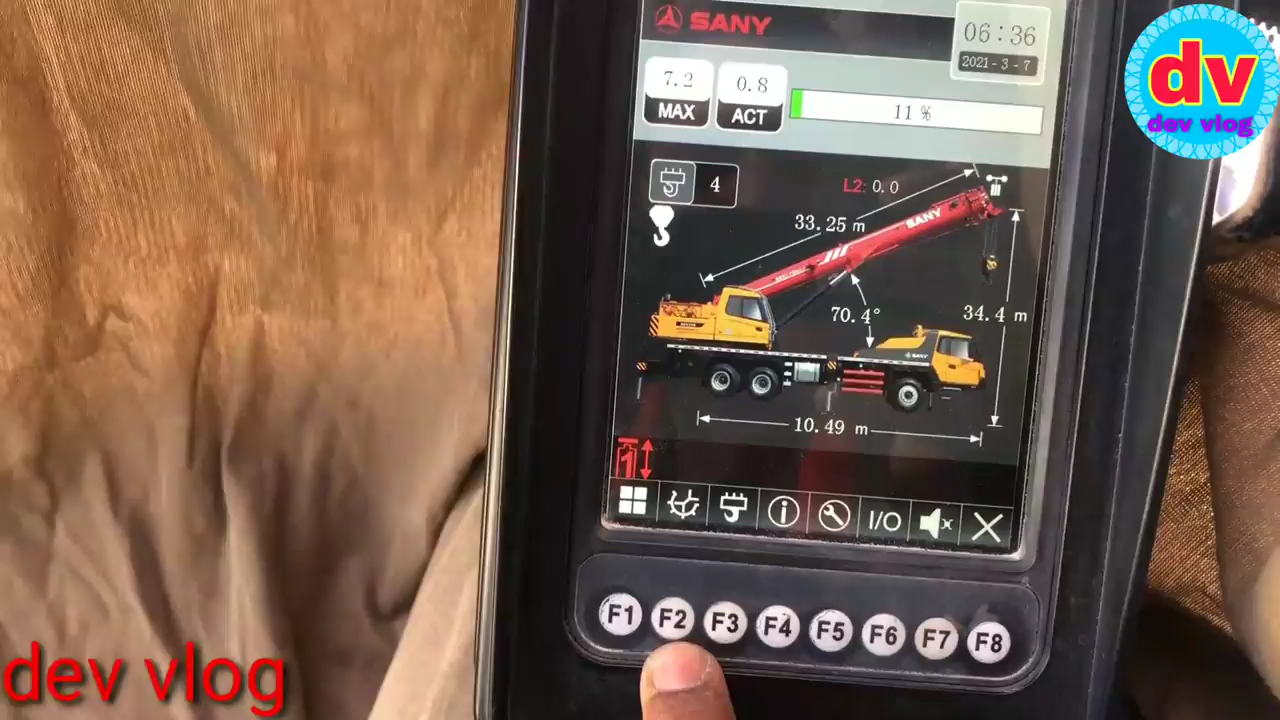 SANY
06:36
2021-3-7
7.2
MAX
0.8
ACT
11 %
4
L2: 0.0
33.25 m
SANY
70.4°
34.4 m
10.49 m
1
I/O
F1 F2 F3 F4 F5 F6 F7 F8
dv
dev vlog
dev vlog